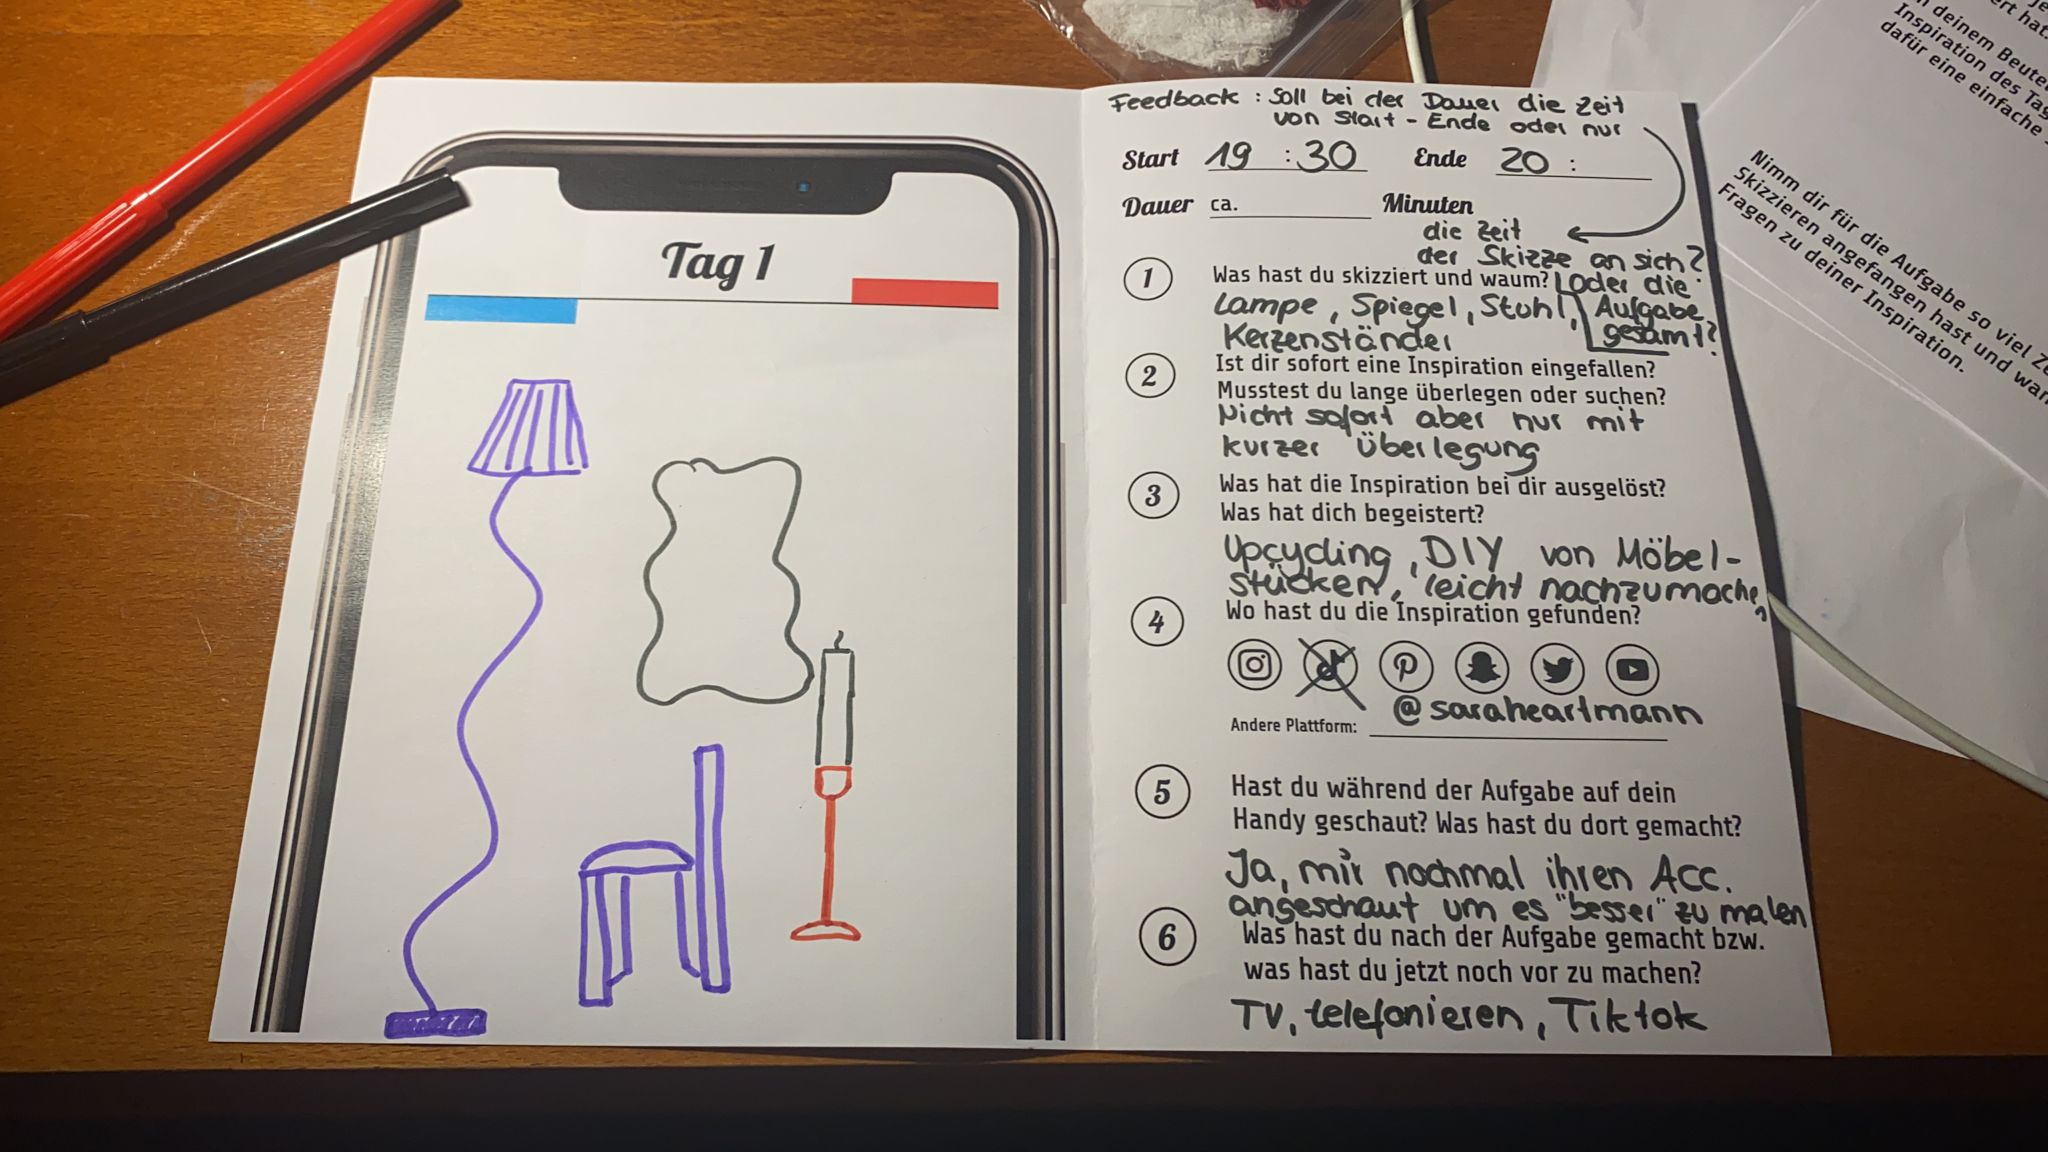 Tag 1
Feedback : Soll bei der Dauer die Zeit
von Start - Ende oder nur
Start 19 : 30 Ende 20 :
Dauer ca. Minuten
die Zeit
der Skizze an sich?
1 Was hast du skizziert und waum?
oder die
Aufgabe
gesamt?
Lampe, Spiegel, Stuhl,
Kerzenständer
2 Ist dir sofort eine Inspiration eingefallen?
Musstest du lange überlegen oder suchen?
Nicht sofort aber nur mit
kurzer Überlegung
3 Was hat die Inspiration bei dir ausgelöst?
Was hat dich begeistert?
Upcycling, DIY von Möbel-
stücken, leicht nachzumachen
4 Wo hast du die Inspiration gefunden?
@saraheartmann
Andere Plattform:
5 Hast du während der Aufgabe auf dein
Handy geschaut? Was hast du dort gemacht?
Ja, mir nochmal ihren Acc.
angeschaut um es "besser" zu malen
6 Was hast du nach der Aufgabe gemacht bzw.
was hast du jetzt noch vor zu machen?
TV, telefonieren, Tiktok
ert hat.
deinem Beute
Inspiration des Tag
dafür eine einfache
Nimm dir für die Aufgabe so viel Ze
Skizzieren angefangen hast und wan
Fragen zu deiner Inspiration.